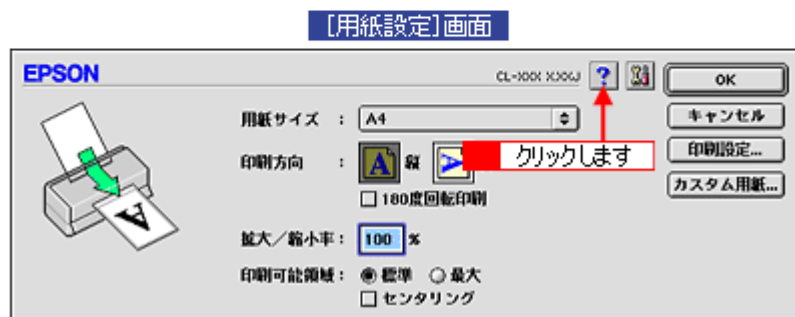 [用紙設定]画面
EPSON
CL-XXX XJXXJ
?
OK
用紙サイズ : A4
キャンセル
クリックします
印刷方向 : 縦
印刷設定...
180度回転印刷
カスタム用紙...
拡大/縮小率: 100 %
印刷可能領域: 標準 最大
センタリング